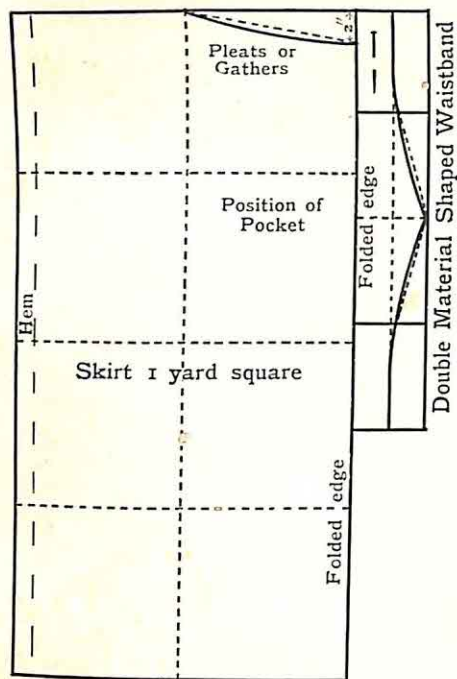 2"
Pleats or
Gathers
Position of
Pocket
Hem
Skirt 1 yard square
Folded edge
Folded edge
Double Material Shaped Waistband